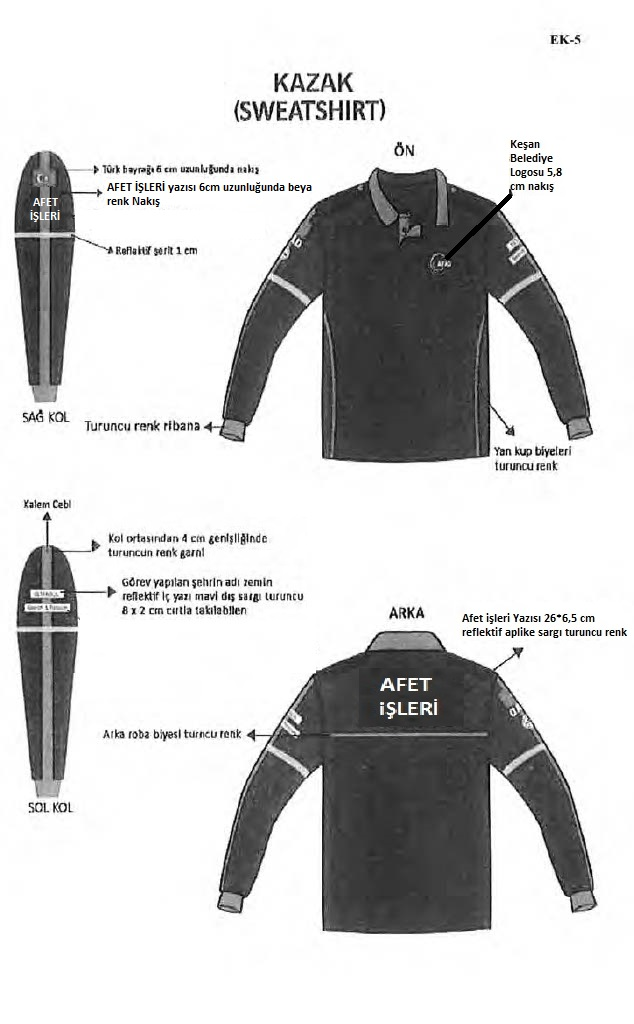 EK-5
KAZAK
(SWEATSHIRT)
ÖN
Keşan
Belediye
Logosu 5,8
cm nakış
Türk bayrağı 6 cm uzunluğunda nakış
AFET İŞLERİ yazısı 6cm uzunluğunda beya
renk Nakış
AFET
İŞLERİ
A Reflektif şerit 1 cm
SAĞ KOL
Turuncu renk ribana
Yan kup biyeleri
turuncu renk
Kalem Cebi
Kol ortasından 4 cm genişliğinde
turuncun renk garni
Görev yapılan şehrin adı zemin
reflektif iç yazı mavi dış sargı turuncu
8 x 2 cm cırtla takılabilen
ARKA
Afet işleri Yazısı 26*6,5 cm
reflektif aplike sargı turuncu renk
AFET
iŞLERİ
Arka roba biyesi turncu renk
SOL KOL